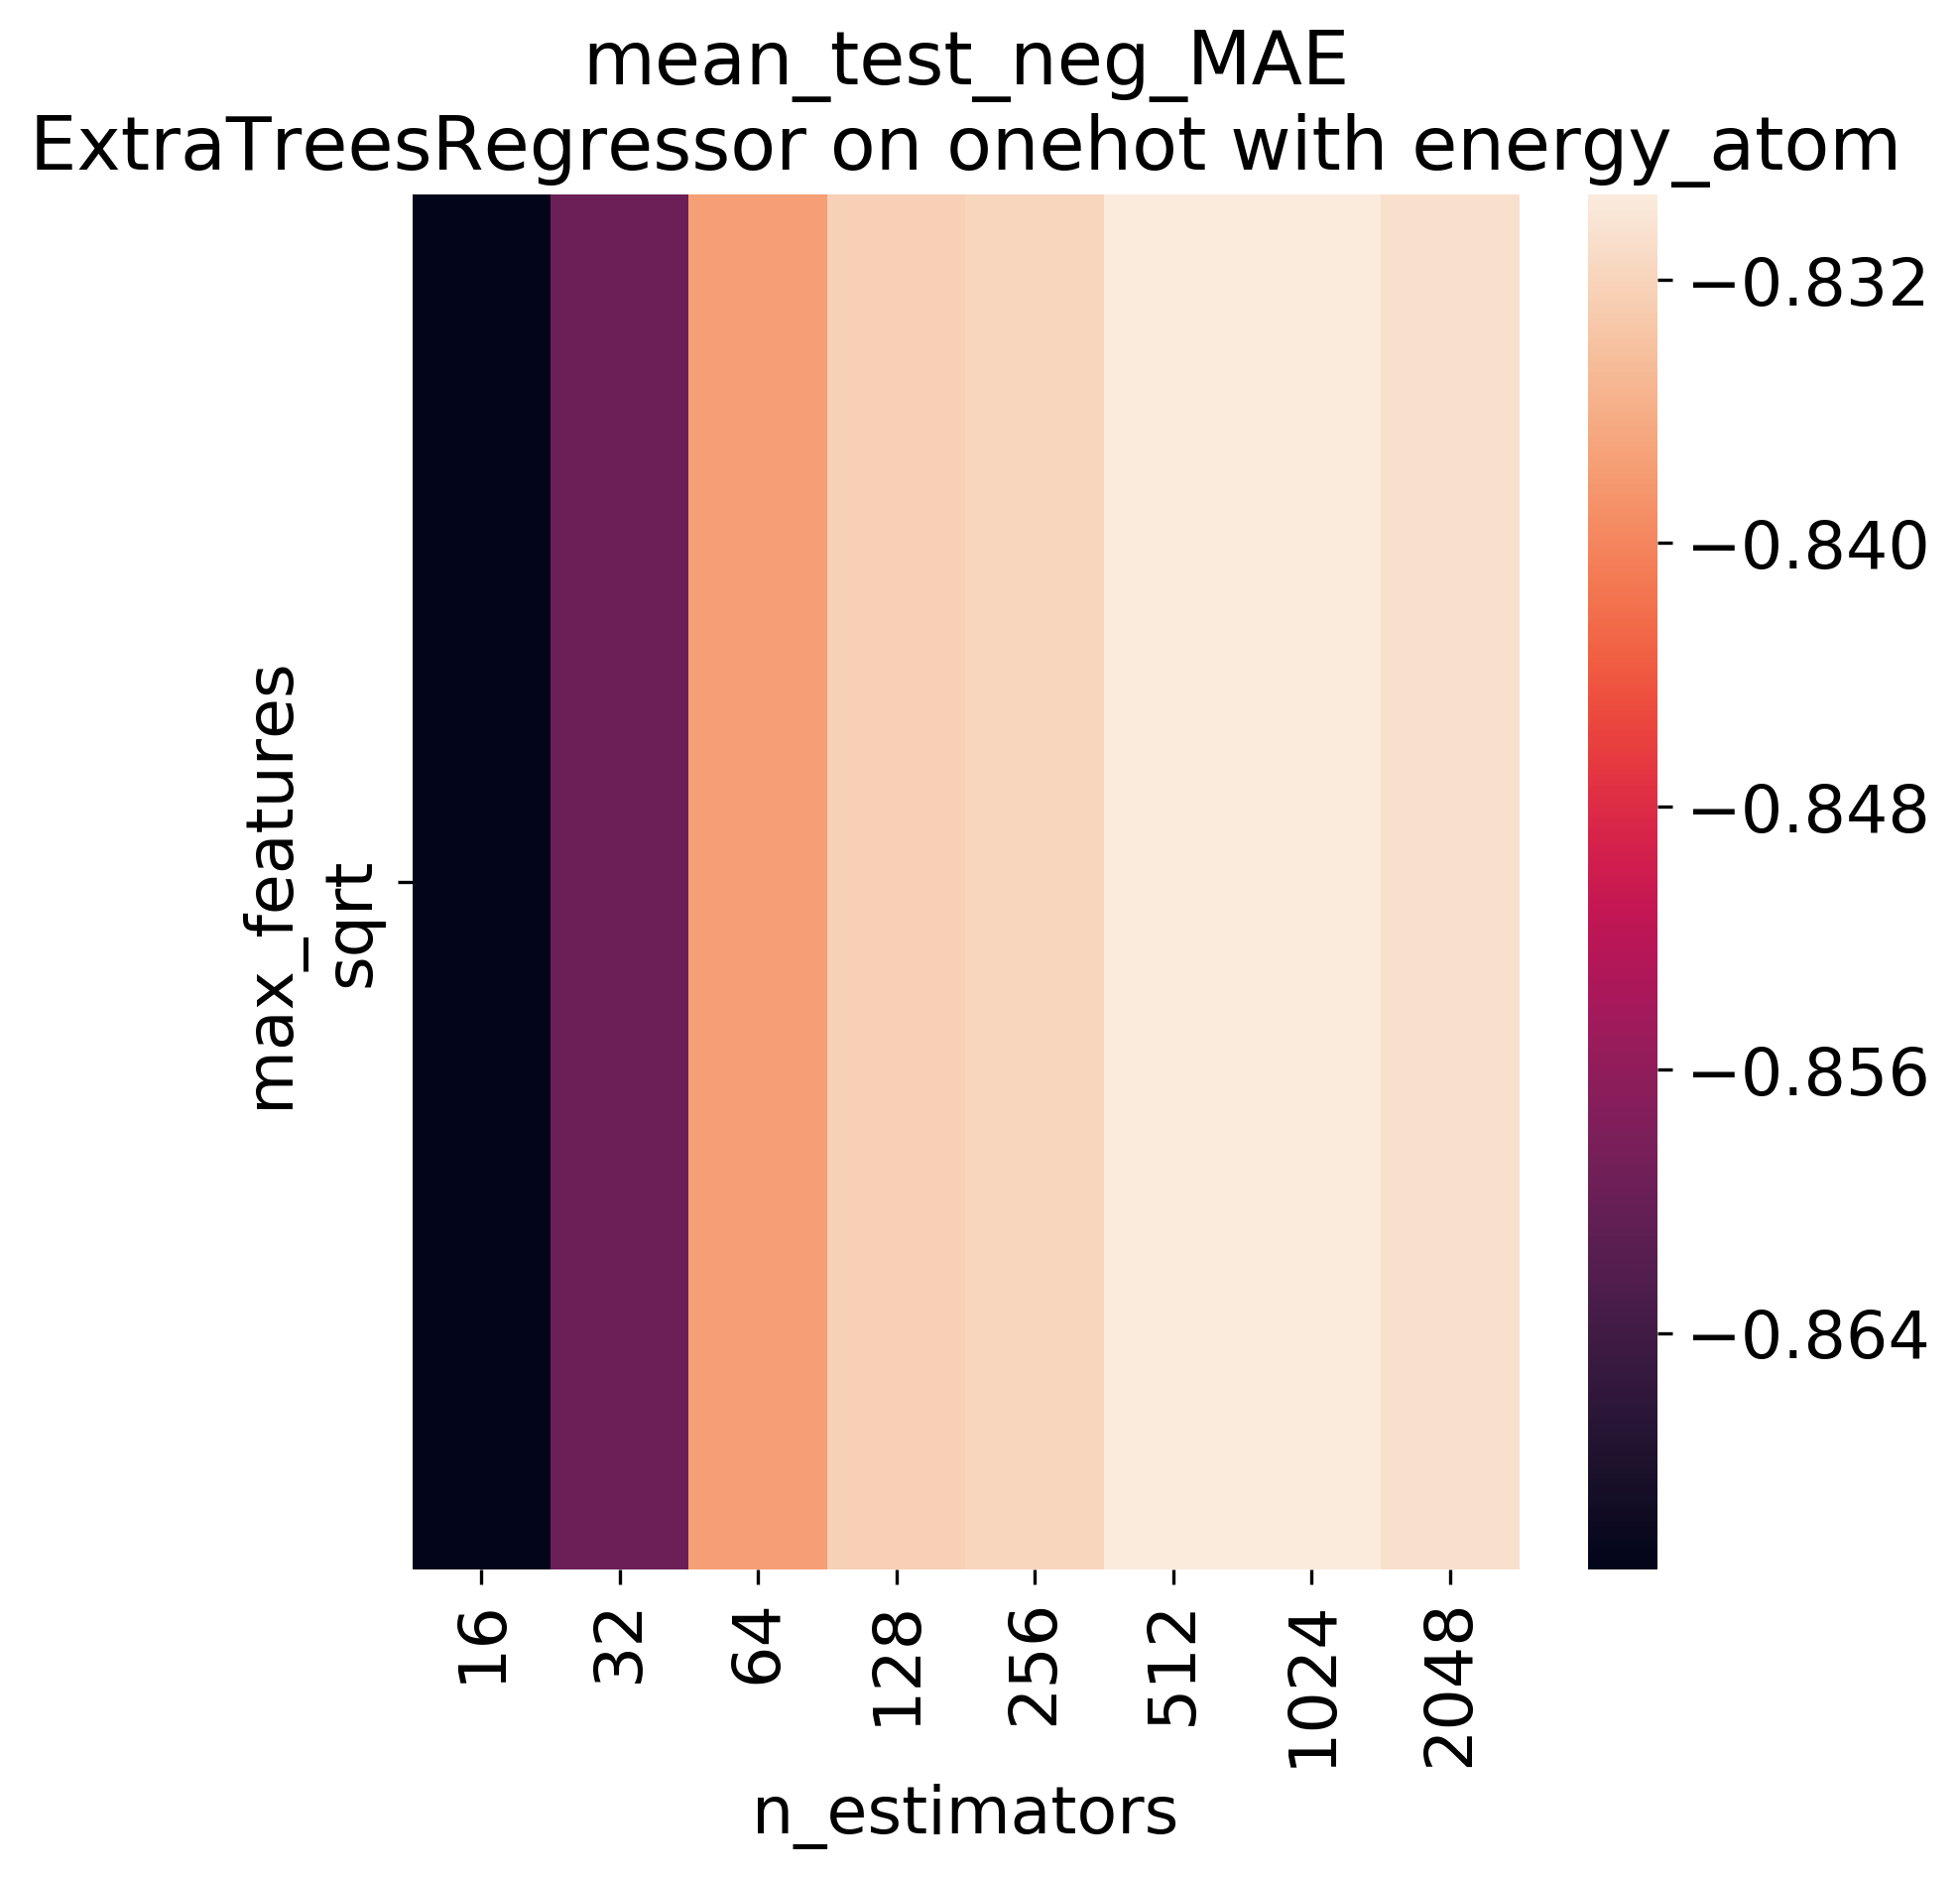 mean_test_neg_MAE
ExtraTreesRegressor on onehot with energy_atom
max_features
sqrt
16
32
64
128
256
512
1024
2048
n_estimators
−0.832
−0.840
−0.848
−0.856
−0.864